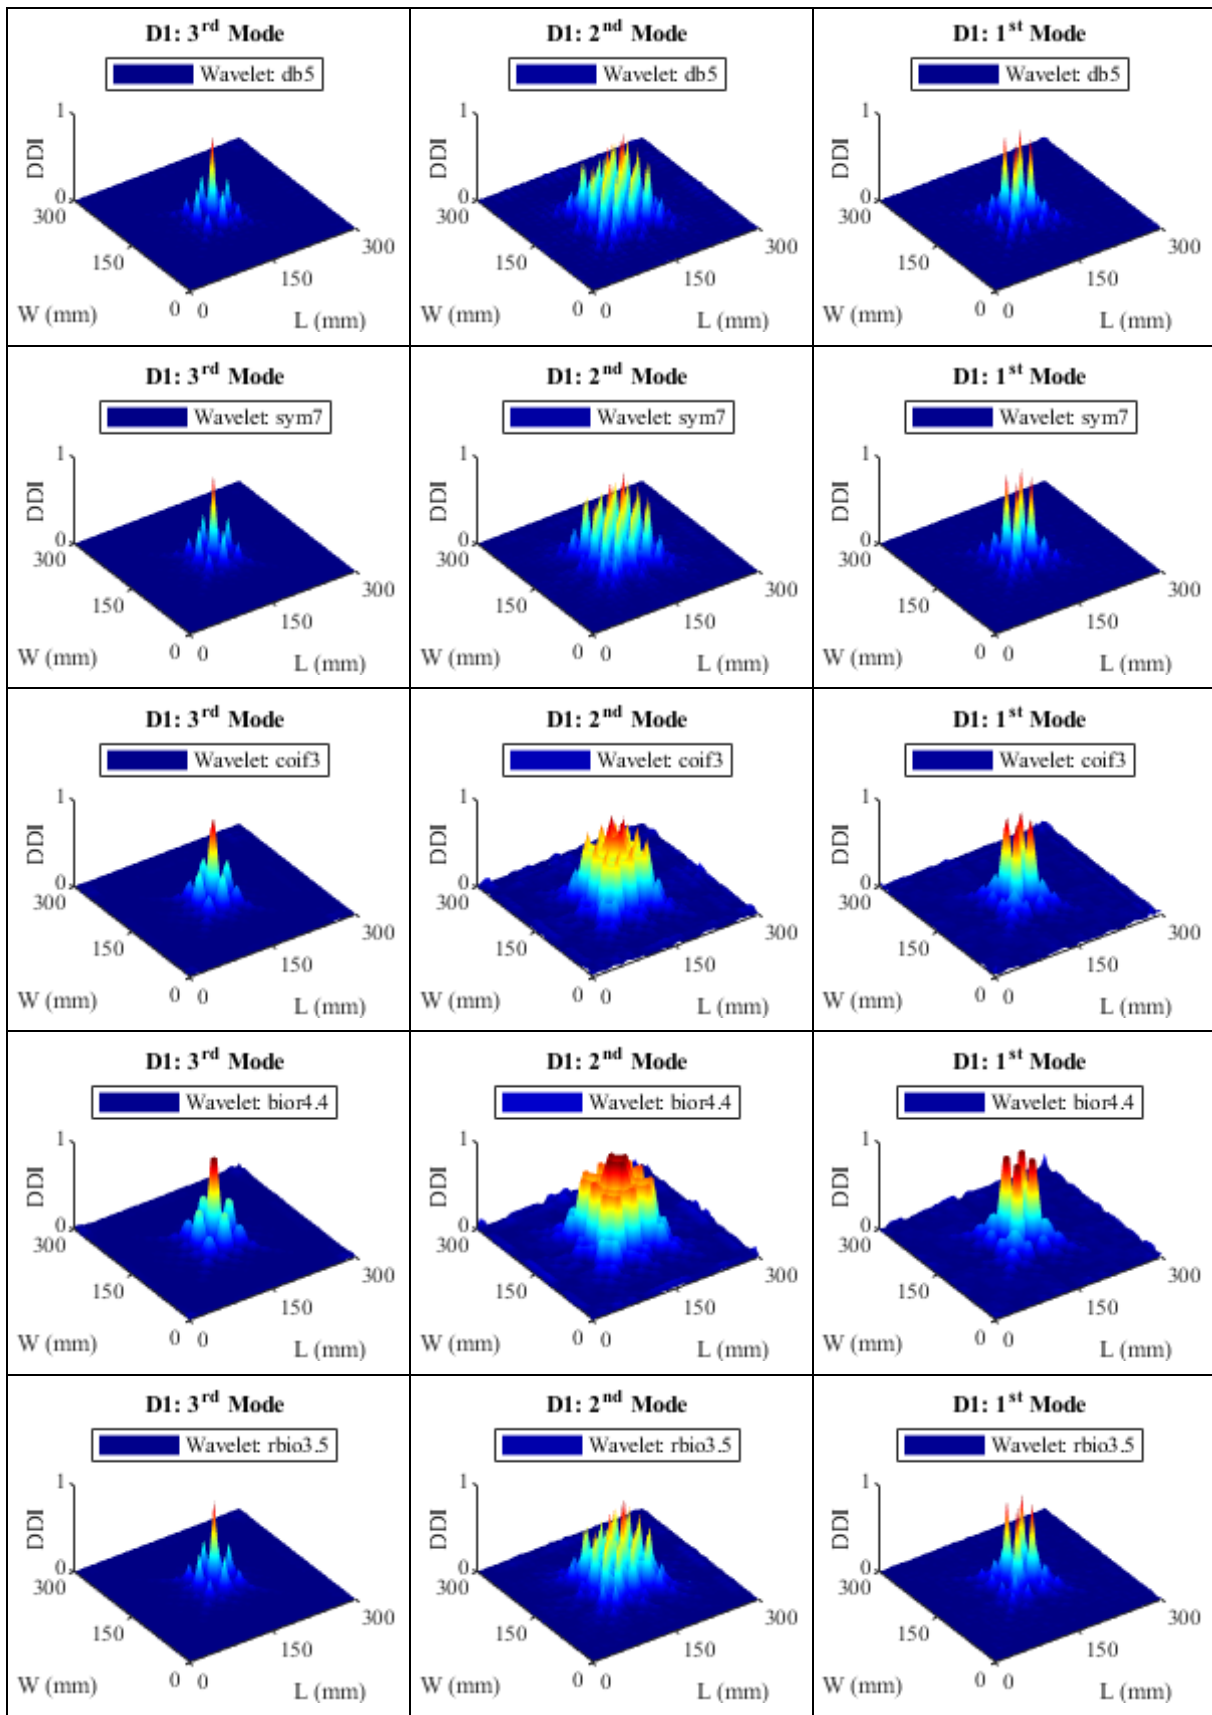 D1: 3rd Mode
Wavelet: db5
1
DDI
0
300
150
W (mm)
0 0
150
300
L (mm)
D1: 2nd Mode
Wavelet: db5
1
DDI
0
300
150
W (mm)
0 0
150
300
L (mm)
D1: 1st Mode
Wavelet: db5
1
DDI
0
300
150
W (mm)
0 0
150
300
L (mm)
D1: 3rd Mode
Wavelet: sym7
1
DDI
0
300
150
W (mm)
0 0
150
300
L (mm)
D1: 2nd Mode
Wavelet: sym7
1
DDI
0
300
150
W (mm)
0 0
150
300
L (mm)
D1: 1st Mode
Wavelet: sym7
1
DDI
0
300
150
W (mm)
0 0
150
300
L (mm)
D1: 3rd Mode
Wavelet: coif3
1
DDI
0
300
150
W (mm)
0 0
150
300
L (mm)
D1: 2nd Mode
Wavelet: coif3
1
DDI
0
300
150
W (mm)
0 0
150
300
L (mm)
D1: 1st Mode
Wavelet: coif3
1
DDI
0
300
150
W (mm)
0 0
150
300
L (mm)
D1: 3rd Mode
Wavelet: bior4.4
1
DDI
0
300
150
W (mm)
0 0
150
300
L (mm)
D1: 2nd Mode
Wavelet: bior4.4
1
DDI
0
300
150
W (mm)
0 0
150
300
L (mm)
D1: 1st Mode
Wavelet: bior4.4
1
DDI
0
300
150
W (mm)
0 0
150
300
L (mm)
D1: 3rd Mode
Wavelet: rbio3.5
1
DDI
0
300
150
W (mm)
0 0
150
300
L (mm)
D1: 2nd Mode
Wavelet: rbio3.5
1
DDI
0
300
150
W (mm)
0 0
150
300
L (mm)
D1: 1st Mode
Wavelet: rbio3.5
1
DDI
0
300
150
W (mm)
0 0
150
300
L (mm)